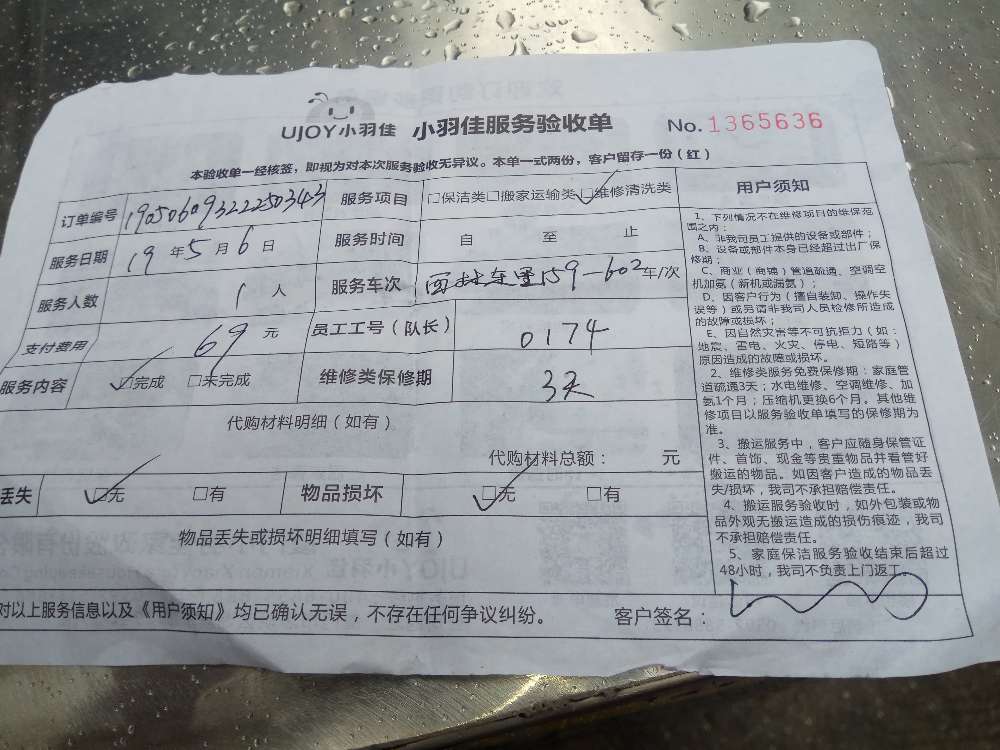 UJOY小羽佳 小羽佳服务验收单 No.1365636
本验收单一经核签，即视为对本次服务验收无异议。本单一式两份，客户留存一份（红）
订单编号 19050609322250343 服务项目 □保洁类□搬家运输类☑维修清洗类
服务日期 19年5月6日 服务时间 自 至 止
服务人数 1人 服务车次 西林东里159-602 车/次
支付费用 69元 员工工号（队长） 0174
服务内容 ☑完成 □未完成 维修类保修期 3天
代购材料明细（如有）
代购材料总额： 元
丢失 ☑无 □有 物品损坏 ☑无 □有
物品丢失或损坏明细填写（如有）
对以上服务信息以及《用户须知》均已确认无误，不存在任何争议纠纷。 客户签名：
用户须知
1、下列情况不在维修项目的维保范
围之内：
A、非我司员工提供的设备或部件；
B、设备或部件本身已经超过出厂保
修期；
C、商业（商铺）管道疏通、空调空
机加氨（新机或漏氨）；
D、因客户行为（擅自装卸、操作失
误等）或另请非我司人员检修所造成
的故障或损坏；
E、因自然灾害等不可抗拒力（如：
地震、雷电、火灾、停电、短路等）
原因造成的故障或损坏。
2、维修类服务免费保修期：家庭管
道疏通3天；水电维修、空调维修、加
氨1个月；压缩机更换6个月。其他维
修项目以服务验收单填写的保修期为
准。
3、搬运服务中，客户应随身保管证
件、首饰、现金等贵重物品并看管好
搬运的物品。如因客户造成的物品丢
失/损坏，我司不承担赔偿责任。
4、搬运服务验收时，如外包装或物
品外观无搬运造成的损伤痕迹，我司
不承担赔偿责任。
5、家庭保洁服务验收结束后超过
48小时，我司不负责上门返工。